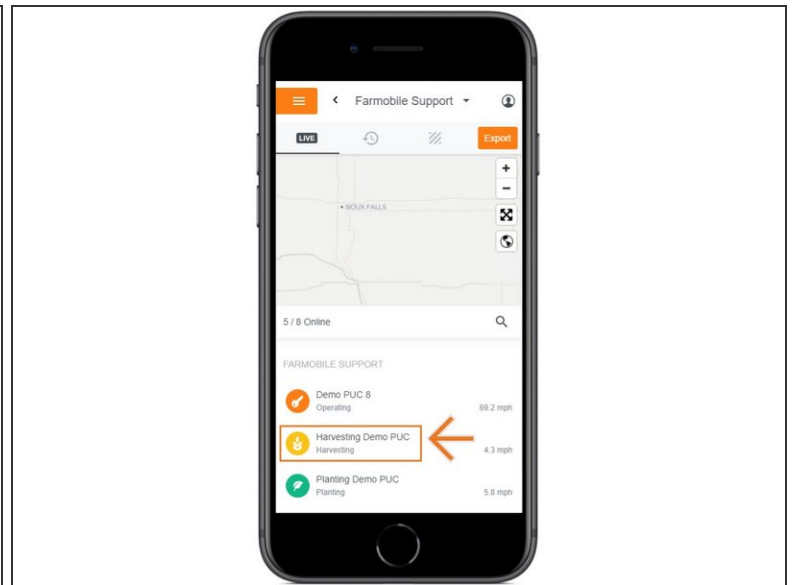 Farmobile Support
LIVE
Export
+
−
SIOUX FALLS
5 / 8 Online
FARMOBILE SUPPORT
Demo PUC 8
Operating
69.2 mph
Harvesting Demo PUC
Harvesting
4.3 mph
Planting Demo PUC
Planting
5.8 mph